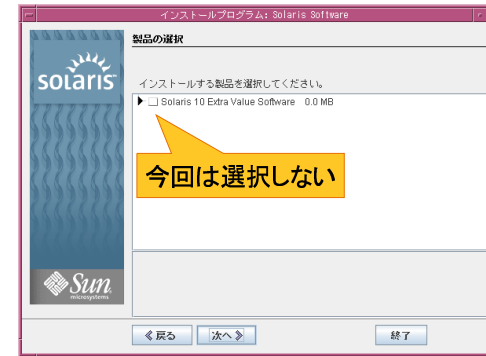 インストールプログラム: Solaris Software
製品の選択
solaris™
インストールする製品を選択してください。
Solaris 10 Extra Value Software 0.0 MB
今回は選択しない
Sun
microsystems
戻る 次へ 終了